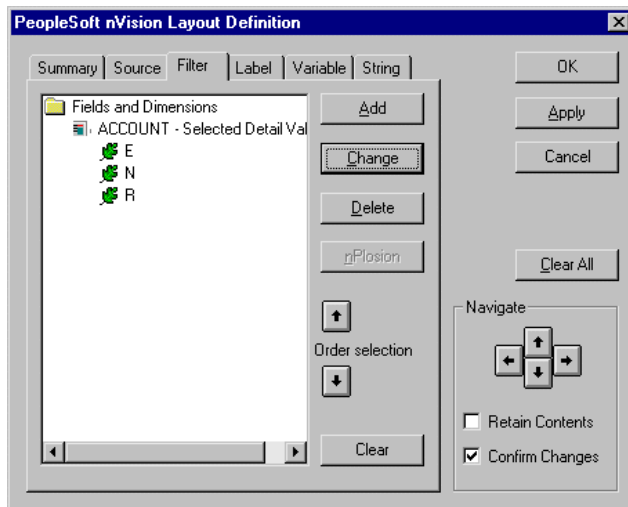 PeopleSoft nVision Layout Definition
Summary Source Filter Label Variable String
OK
Fields and Dimensions
Add
Apply
ACCOUNT - Selected Detail Val
E
Change
Cancel
N
R
Delete
nPlosion
Clear All
Navigate
Order selection
Retain Contents
Clear
Confirm Changes